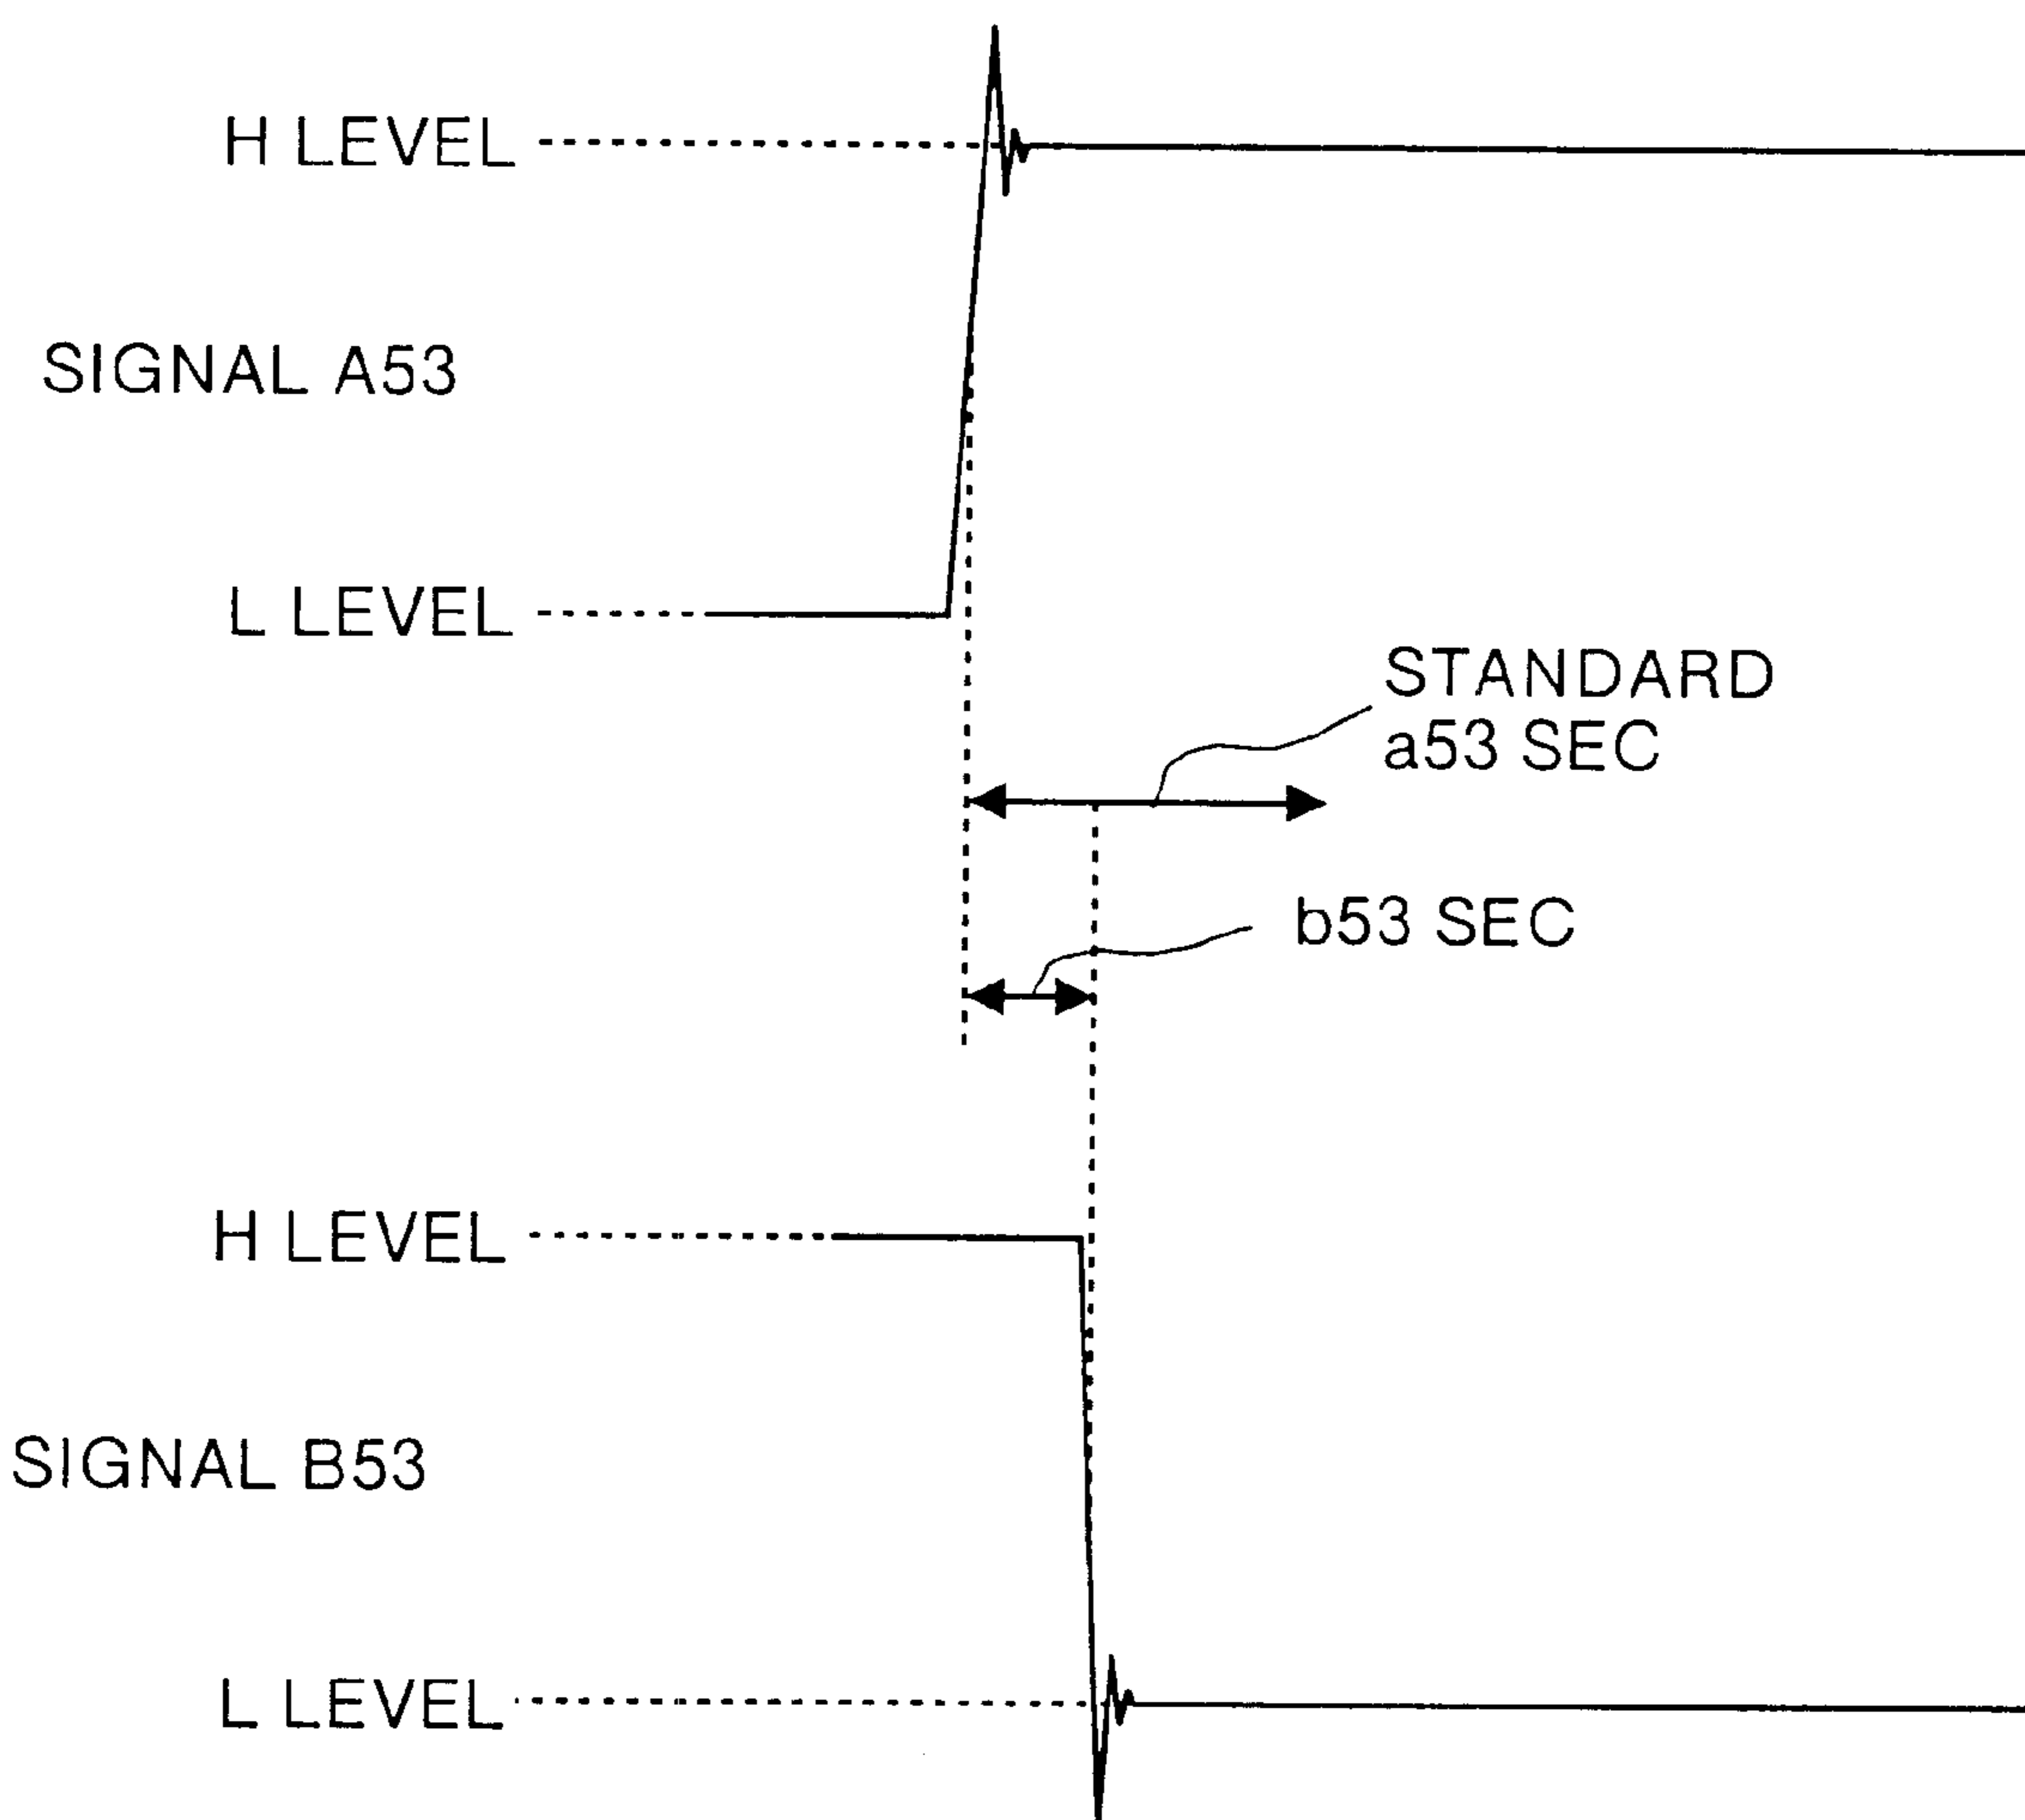 H LEVEL
SIGNAL A53
L LEVEL
STANDARD
a53 SEC
b53 SEC
H LEVEL
SIGNAL B53
L LEVEL